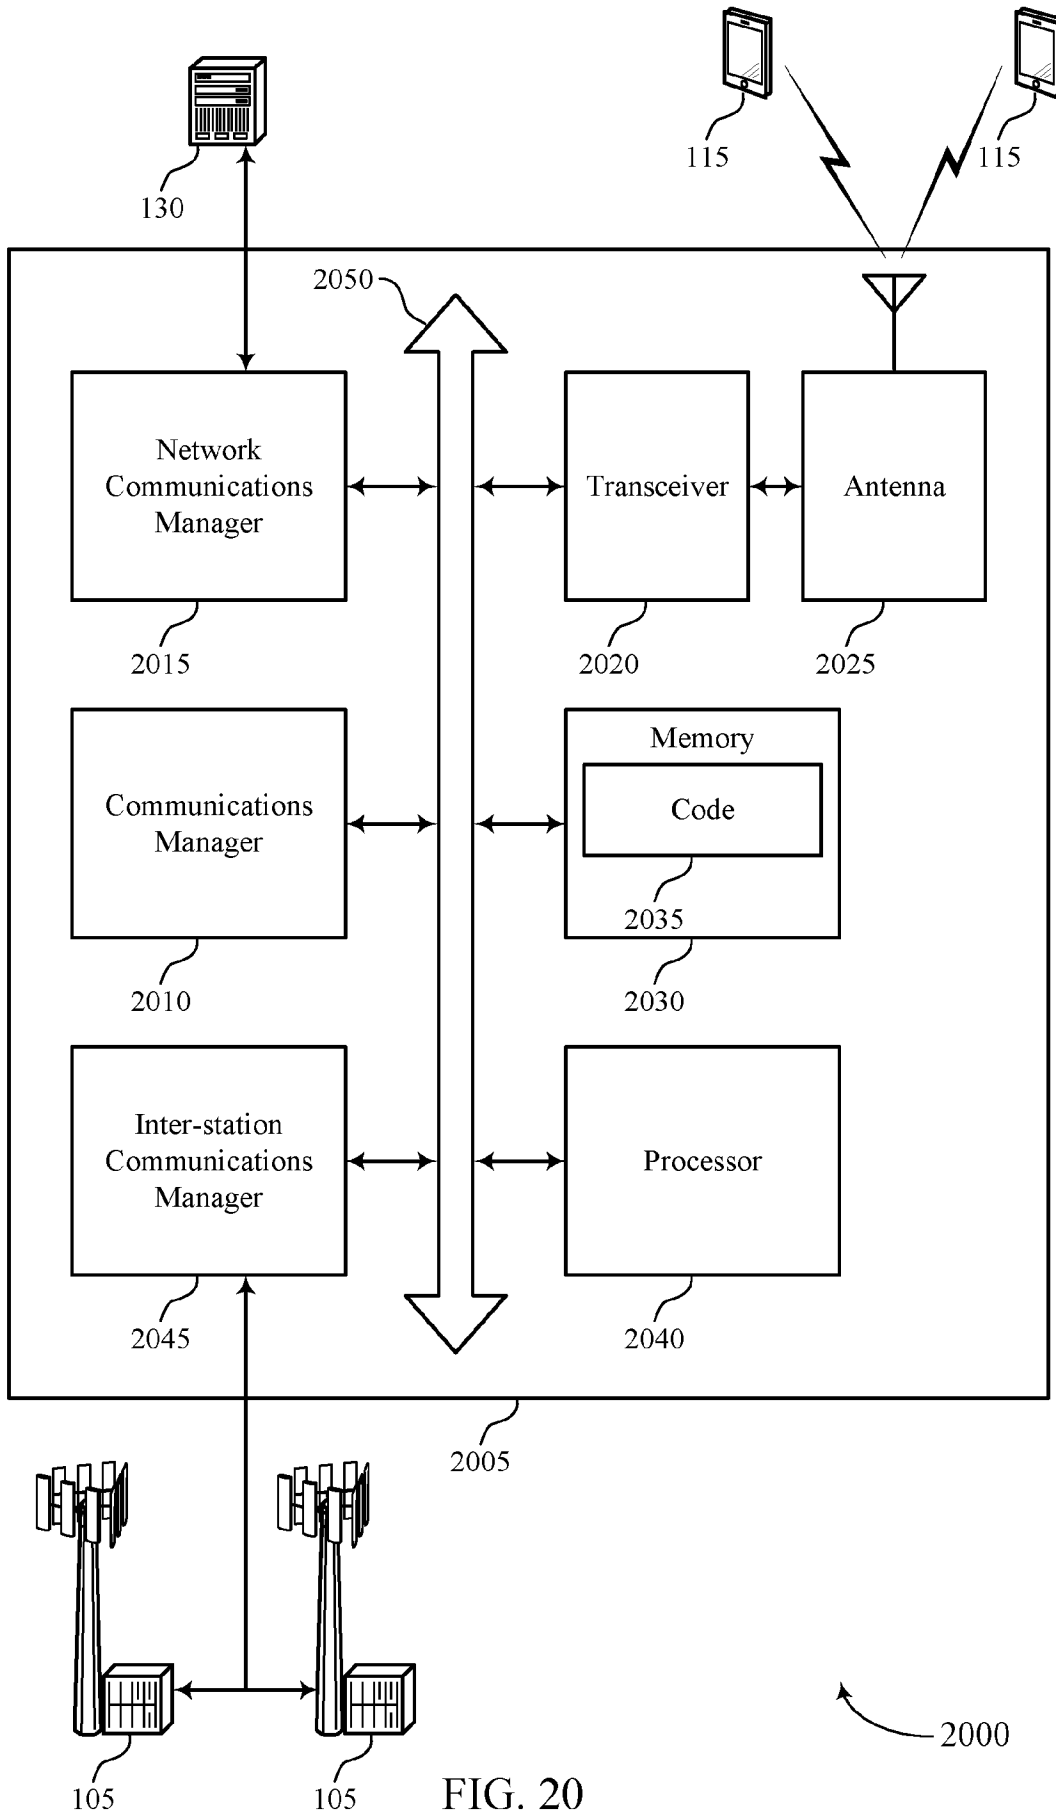 115
115
130
2050
Network
Communications
Manager
Transceiver
Antenna
2015
2020
2025
Communications
Manager
Memory
Code
2035
2010
2030
Inter-station
Communications
Manager
Processor
2045
2040
2005
2000
105
105
FIG. 20